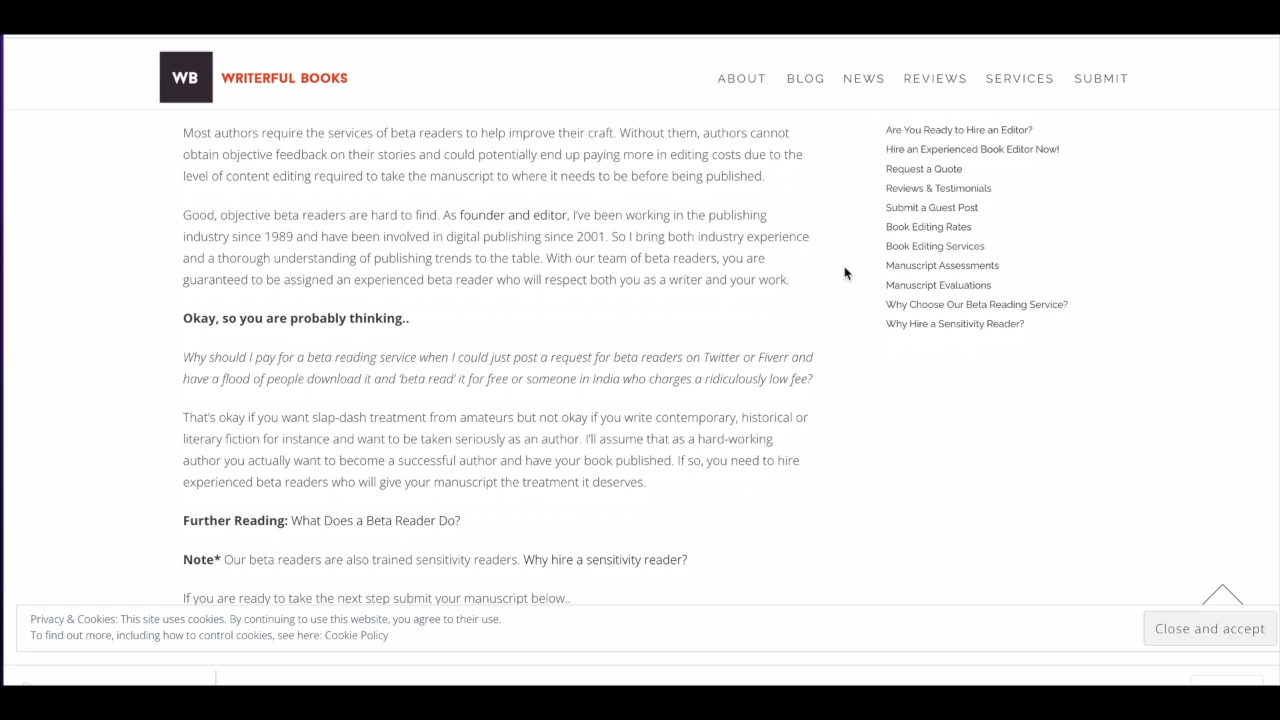 WB
WRITERFUL BOOKS
ABOUT BLOG NEWS REVIEWS SERVICES SUBMIT
Most authors require the services of beta readers to help improve their craft. Without them, authors cannot
obtain objective feedback on their stories and could potentially end up paying more in editing costs due to the
level of content editing required to take the manuscript to where it needs to be before being published.
Good, objective beta readers are hard to find. As founder and editor, I've been working in the publishing
industry since 1989 and have been involved in digital publishing since 2001. So I bring both industry experience
and a thorough understanding of publishing trends to the table. With our team of beta readers, you are
guaranteed to be assigned an experienced beta reader who will respect both you as a writer and your work.
Okay, so you are probably thinking..
Why should I pay for a beta reading service when I could just post a request for beta readers on Twitter or Fiverr and
have a flood of people download it and 'beta read' it for free or someone in India who charges a ridiculously low fee?
That's okay if you want slap-dash treatment from amateurs but not okay if you write contemporary, historical or
literary fiction for instance and want to be taken seriously as an author. I'll assume that as a hard-working
author you actually want to become a successful author and have your book published. If so, you need to hire
experienced beta readers who will give your manuscript the treatment it deserves.
Further Reading: What Does a Beta Reader Do?
Note* Our beta readers are also trained sensitivity readers. Why hire a sensitivity reader?
If you are ready to take the next step submit your manuscript below..
Are You Ready to Hire an Editor?
Hire an Experienced Book Editor Now!
Request a Quote
Reviews & Testimonials
Submit a Guest Post
Book Editing Rates
Book Editing Services
Manuscript Assessments
Manuscript Evaluations
Why Choose Our Beta Reading Service?
Why Hire a Sensitivity Reader?
Privacy & Cookies: This site uses cookies. By continuing to use this website, you agree to their use.
To find out more, including how to control cookies, see here: Cookie Policy
Close and accept